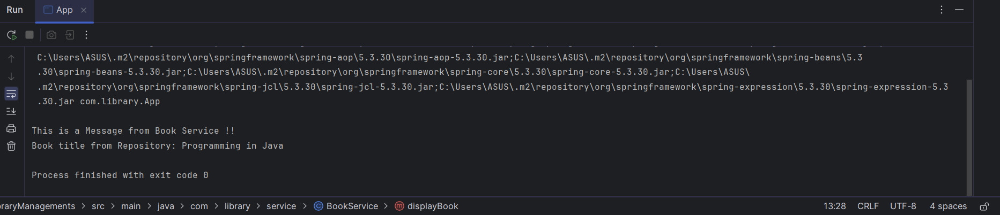 Run App
C:\Users\ASUS\.m2\repository\org\springframework\spring-aop\5.3.30\spring-aop-5.3.30.jar;C:\Users\ASUS\.m2\repository\org\springframework\spring-beans\5.3
.30\spring-beans-5.3.30.jar;C:\Users\ASUS\.m2\repository\org\springframework\spring-core\5.3.30\spring-core-5.3.30.jar;C:\Users\ASUS\
.m2\repository\org\springframework\spring-jcl\5.3.30\spring-jcl-5.3.30.jar;C:\Users\ASUS\.m2\repository\org\springframework\spring-expression\5.3.30\spring-expression-5.3
.30.jar com.library.App
This is a Message from Book Service !!
Book title from Repository: Programming in Java
Process finished with exit code 0
raryManagements > src > main > java > com > library > service > BookService > displayBook 13:28 CRLF UTF-8 4 spaces